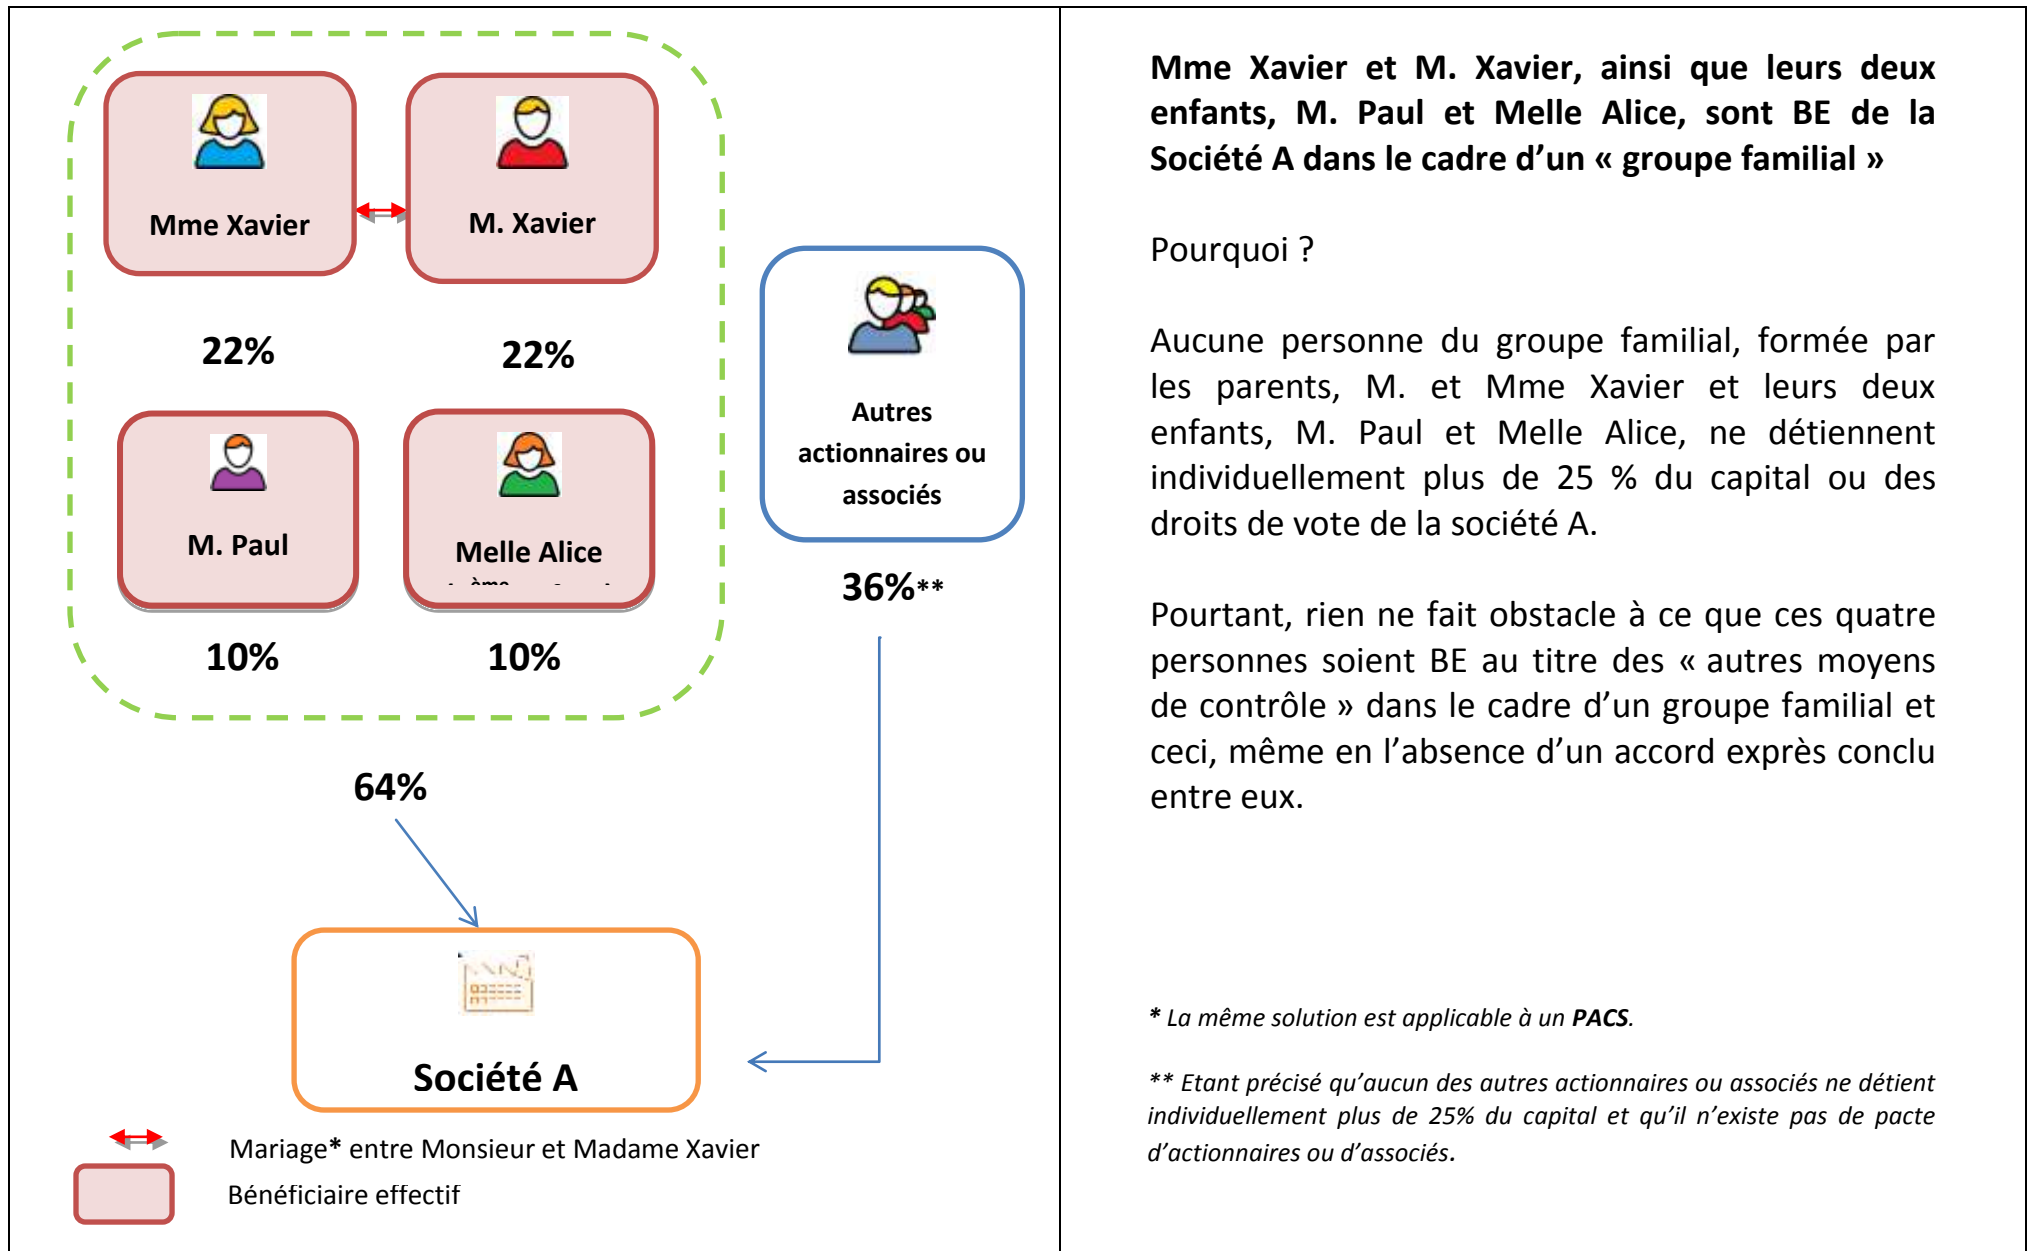 Mme Xavier
M. Xavier
22%
22%
M. Paul
Melle Alice
10%
10%
64%
Autres
actionnaires ou
associés
36%**
Société A
Mariage* entre Monsieur et Madame Xavier
Bénéficiaire effectif
Mme Xavier et M. Xavier, ainsi que leurs deux
enfants, M. Paul et Melle Alice, sont BE de la
Société A dans le cadre d’un « groupe familial »
Pourquoi ?
Aucune personne du groupe familial, formée par
les parents, M. et Mme Xavier et leurs deux
enfants, M. Paul et Melle Alice, ne détiennent
individuellement plus de 25 % du capital ou des
droits de vote de la société A.
Pourtant, rien ne fait obstacle à ce que ces quatre
personnes soient BE au titre des « autres moyens
de contrôle » dans le cadre d’un groupe familial et
ceci, même en l’absence d’un accord exprès conclu
entre eux.
* La même solution est applicable à un PACS.
** Etant précisé qu’aucun des autres actionnaires ou associés ne détient
individuellement plus de 25% du capital et qu’il n’existe pas de pacte
d’actionnaires ou d’associés.